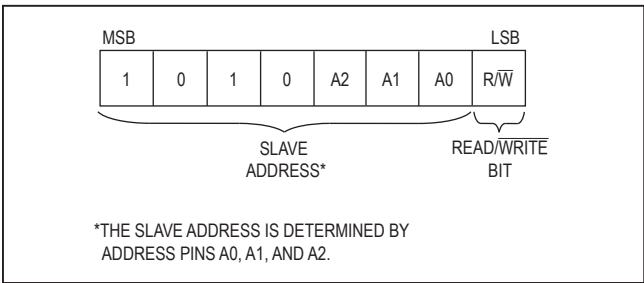 MSB LSB
1 0 1 0 A2 A1 A0 R/W̅
SLAVE READ/W̅R̅I̅T̅E̅
ADDRESS* BIT
*THE SLAVE ADDRESS IS DETERMINED BY
ADDRESS PINS A0, A1, AND A2.